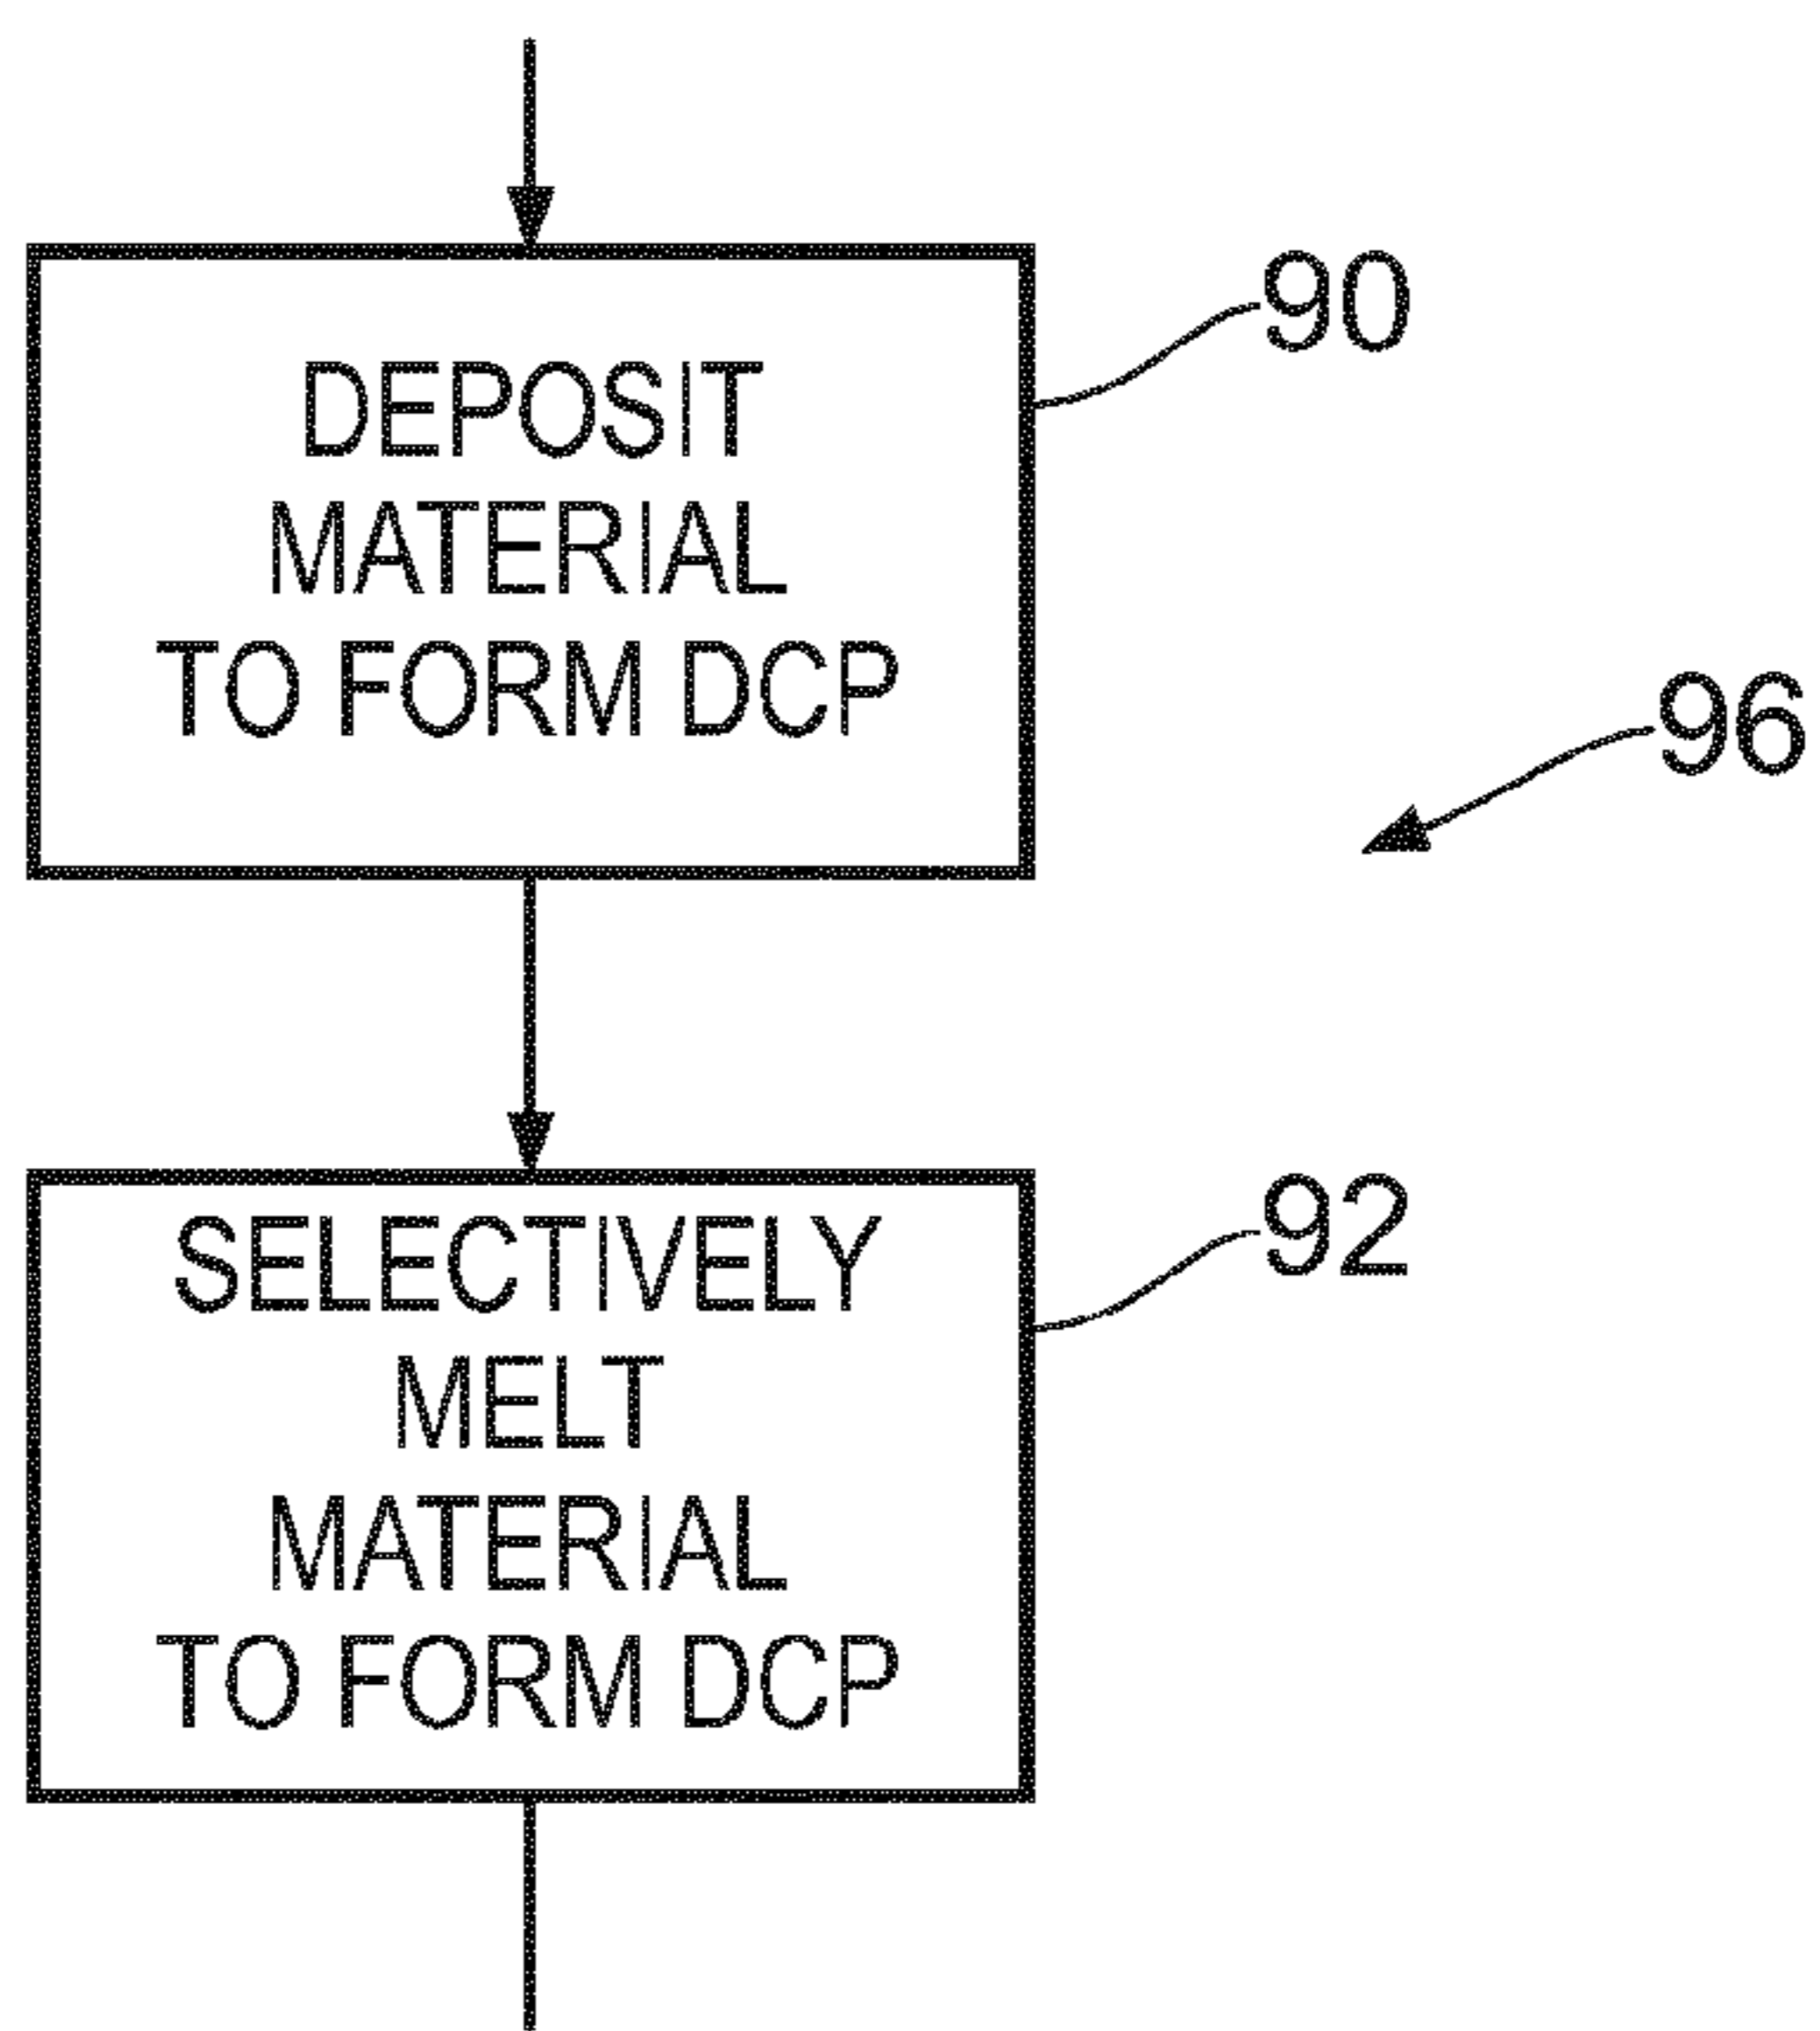 DEPOSIT
MATERIAL
TO FORM DCP
90
96
SELECTIVELY
MELT
MATERIAL
TO FORM DCP
92